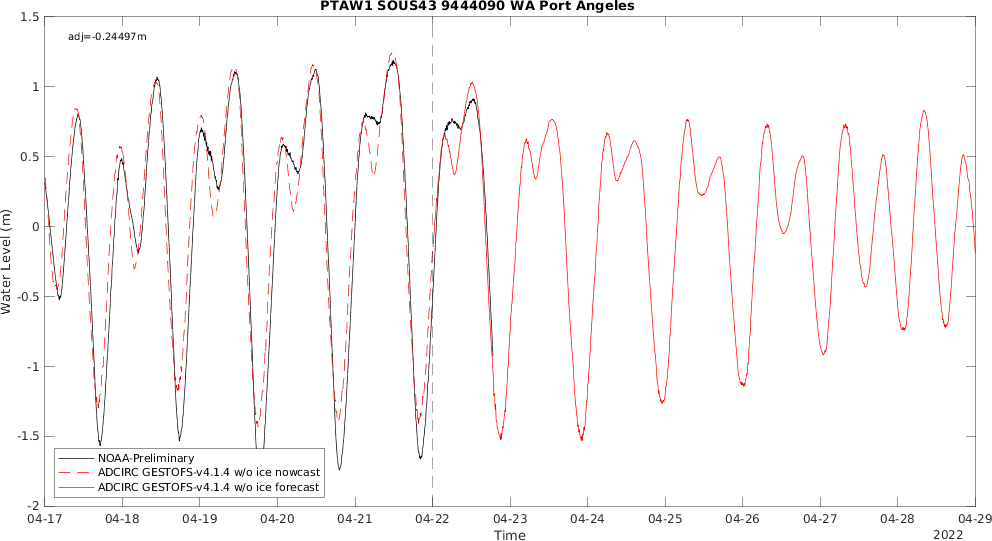 PTAW1 SOUS43 9444090 WA Port Angeles
adj=-0.24497m
Water Level (m)
1.5
1
0.5
0
-0.5
-1
-1.5
-2
NOAA-Preliminary
ADCIRC GESTOFS-v4.1.4 w/o ice nowcast
ADCIRC GESTOFS-v4.1.4 w/o ice forecast
04-17 04-18 04-19 04-20 04-21 04-22 04-23 04-24 04-25 04-26 04-27 04-28 04-29
Time
2022